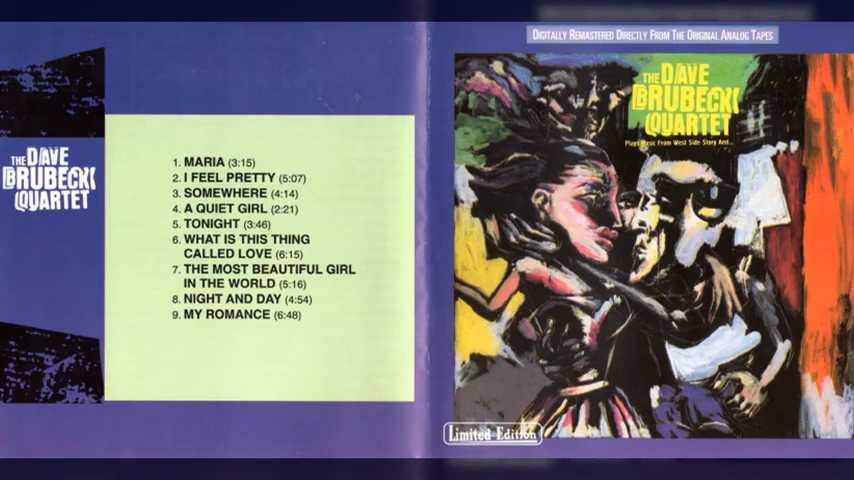 THE DAVE
BRUBECK
QUARTET
1. MARIA (3:15)
2. I FEEL PRETTY (5:07)
3. SOMEWHERE (4:14)
4. A QUIET GIRL (2:21)
5. TONIGHT (3:46)
6. WHAT IS THIS THING
CALLED LOVE (6:15)
7. THE MOST BEAUTIFUL GIRL
IN THE WORLD (5:16)
8. NIGHT AND DAY (4:54)
9. MY ROMANCE (6:48)
DIGITALLY REMASTERED DIRECTLY FROM THE ORIGINAL ANALOG TAPES
THE DAVE
BRUBECK
QUARTET
Plays Music From West Side Story And...
Limited Edition